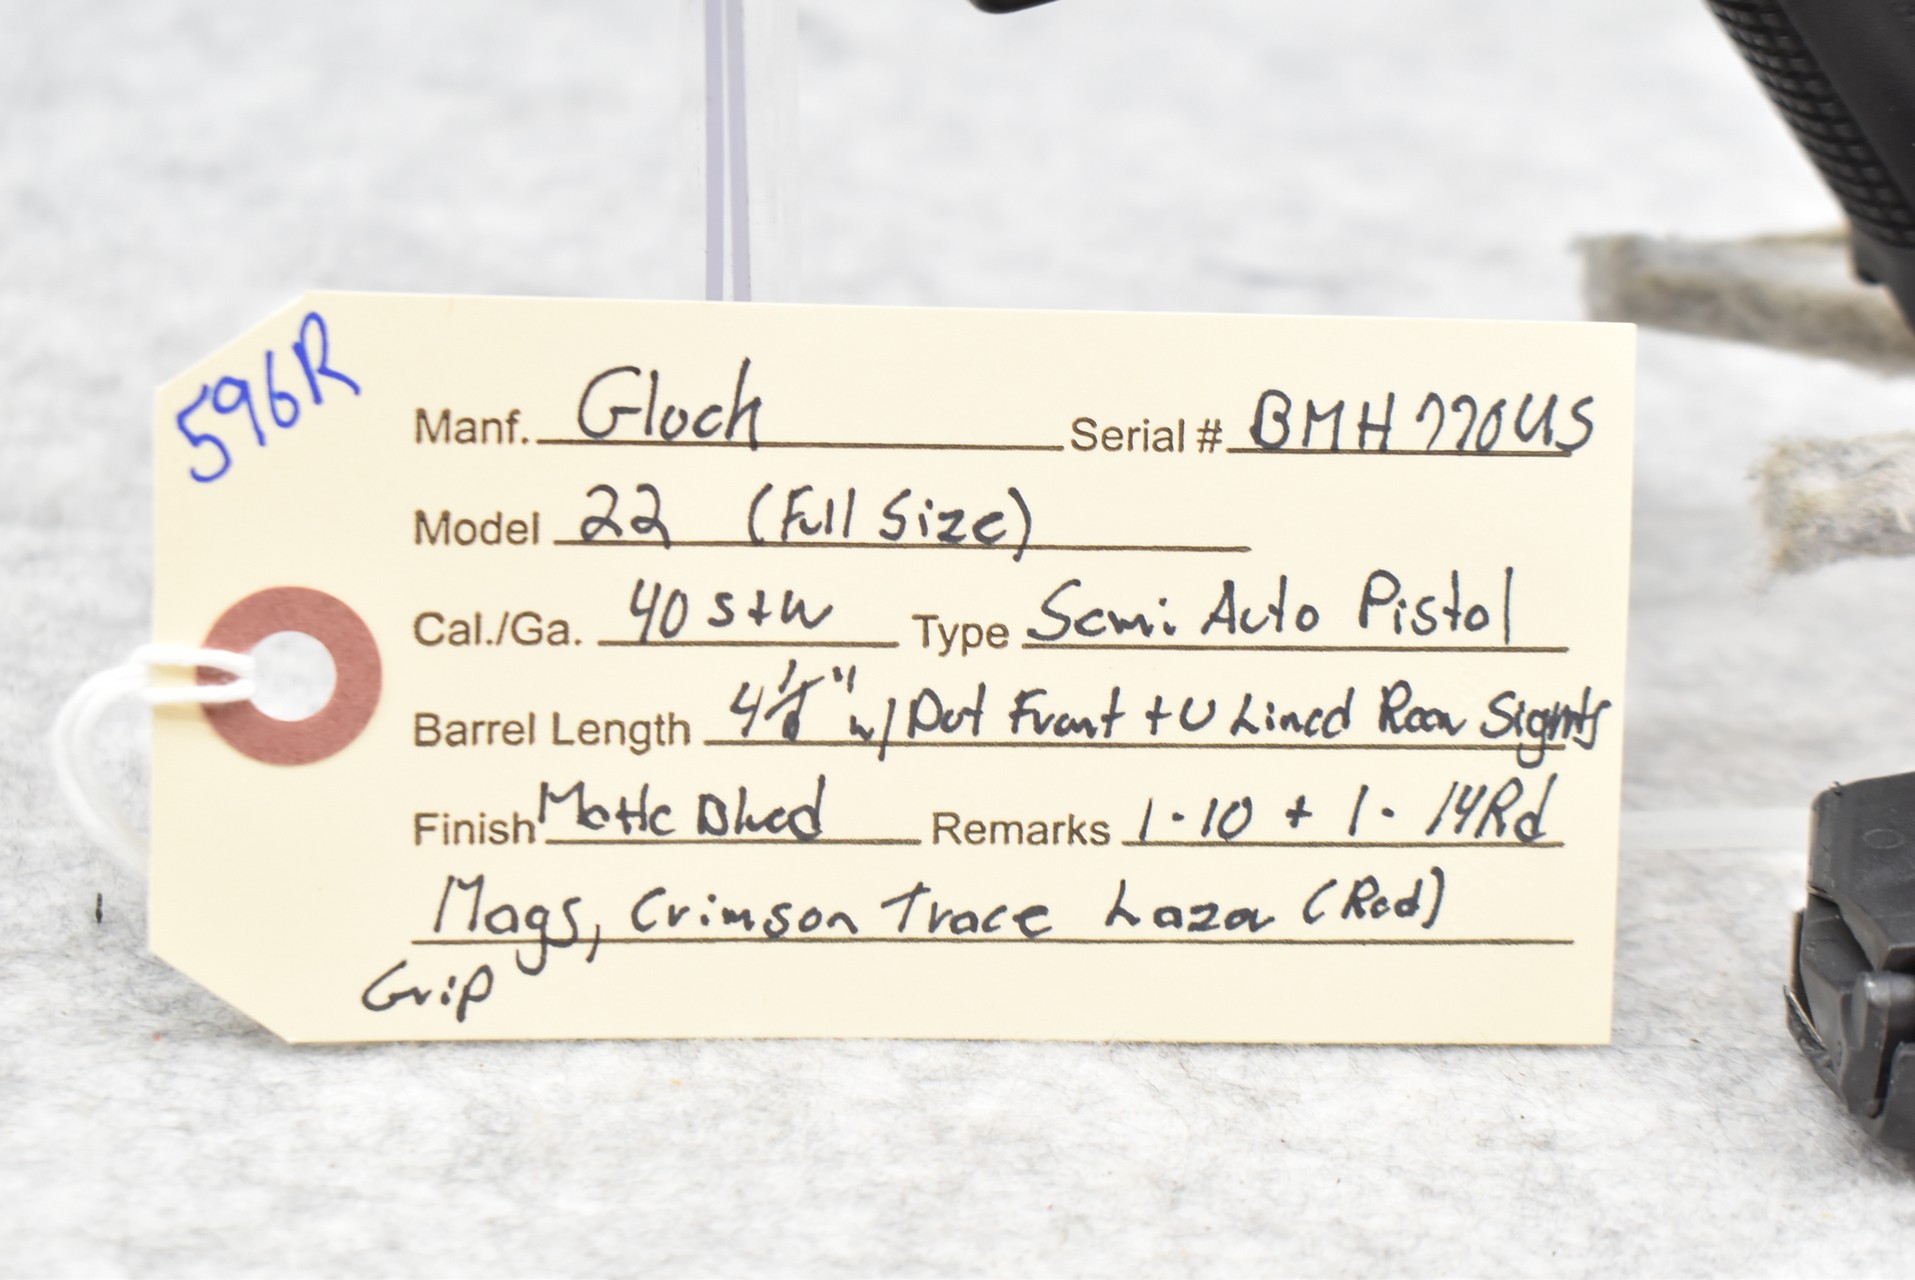 596R
Manf. Glock Serial # BMH770US
Model 22 (Full Size)
Cal./Ga. 40 S+W Type Semi Auto Pistol
Barrel Length 4 1/2" w/ Dot Front + U Lined Rear Sights
Finish Matte Blued Remarks 1-10 + 1-14Rd
Mags, Crimson Trace Lazer (Red)
Grip